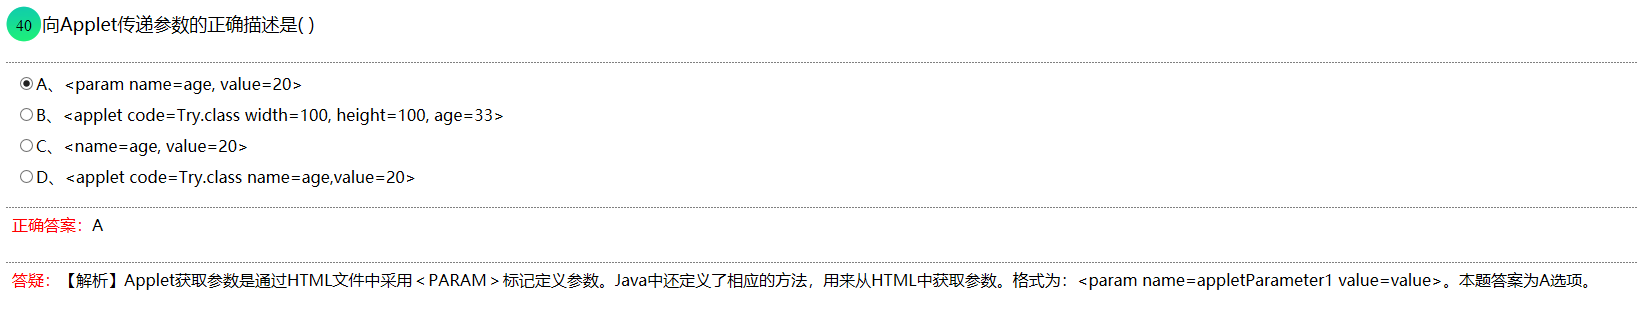 40 向Applet传递参数的正确描述是( )
A、<param name=age, value=20>
B、<applet code=Try.class width=100, height=100, age=33>
C、<name=age, value=20>
D、<applet code=Try.class name=age,value=20>
正确答案：A
答疑：【解析】Applet获取参数是通过HTML文件中采用＜PARAM＞标记定义参数。Java中还定义了相应的方法，用来从HTML中获取参数。格式为：<param name=appletParameter1 value=value>。本题答案为A选项。